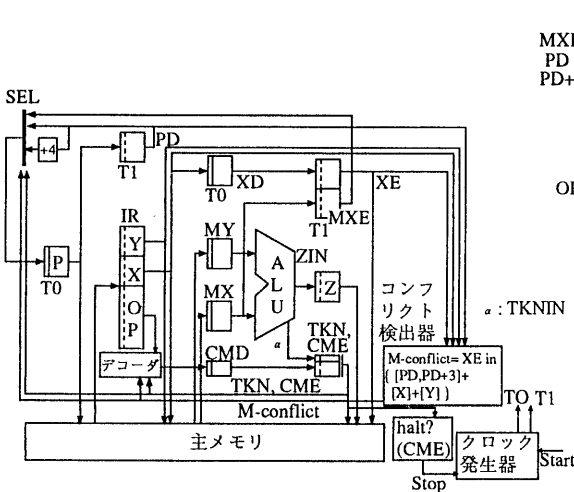 MXE
PD
PD+
SEL
+4
PD
T1
XD
T0
XE
MXE
T1
IR
Y
X
O
P
P
T0
MY
MX
A
L
U
ZIN
Z
α
TKN,
CME
CMD
デコーダ
TKN, CME
M-conflict
主メモリ
コンフ
リクト
検出器
α : TKNIN
M-conflict= XE in
{ [PD,PD+3]+
[X]+[Y] }
halt?
(CME)
Stop
クロック
発生器
TO T1
Start